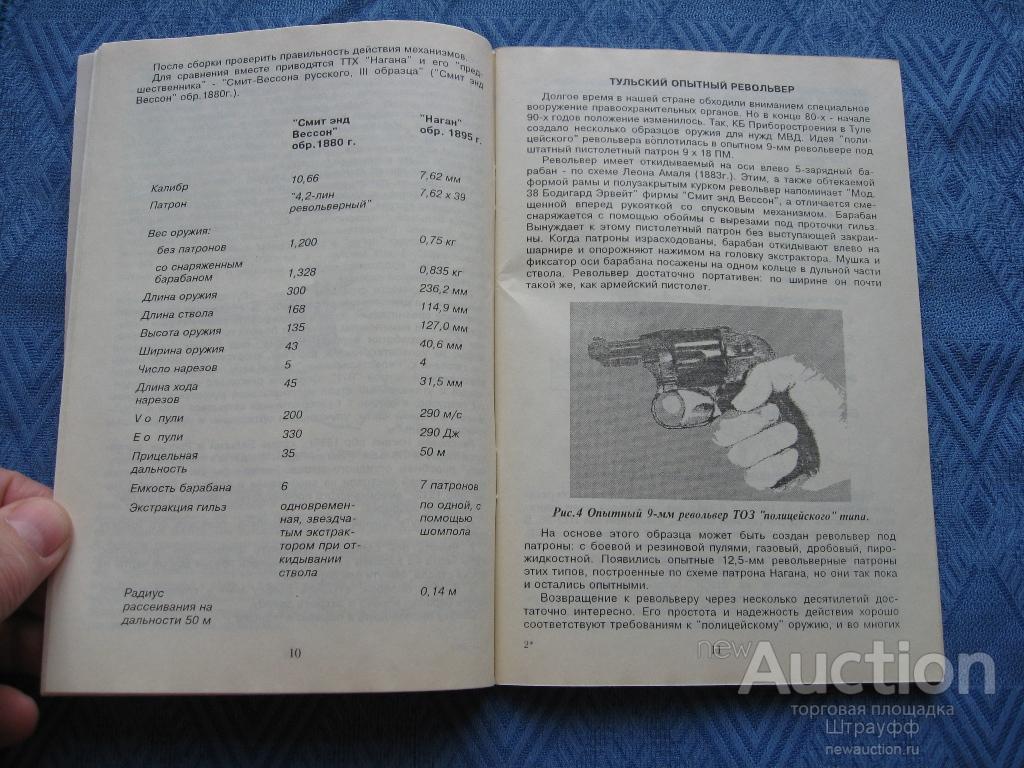 После сборки проверить правильность действия механизмов.
Для сравнения вместе приводятся ТТХ "Нагана" и его "пред-
шественника" - "Смит-Вессона русского, III образца" ("Смит энд
Вессон" обр.1880г.).
"Смит энд Вессон" обр.1880 г. "Наган" обр. 1895 г.
Калибр 10,66 7,62 мм
Патрон "4,2-лин револьверный" 7,62 х 39
Вес оружия:
без патронов 1,200 0,75 кг
со снаряженным барабаном 1,328 0,835 кг
Длина оружия 300 236,2 мм
Длина ствола 168 114,9 мм
Высота оружия 135 127,0 мм
Ширина оружия 43 40,6 мм
Число нарезов 5 4
Длина хода нарезов 45 31,5 мм
V о пули 200 290 м/с
Е о пули 330 290 Дж
Прицельная дальность 35 50 м
Емкость барабана 6 7 патронов
Экстракция гильз одновремен- по одной, с
ная, звездча- помощью
тым экстрак- шомпола
тором при от-
кидывании
ствола
Радиус 0,14 м
рассеивания на
дальности 50 м
10
ТУЛЬСКИЙ ОПЫТНЫЙ РЕВОЛЬВЕР
Долгое время в нашей стране обходили вниманием специальное
вооружение правоохранительных органов. Но в конце 80-х - начале
90-х годов положение изменилось. Так, КБ Приборостроения в Туле
создало несколько образцов оружия для нужд МВД. Идея "поли-
цейского" револьвера воплотилась в опытном 9-мм револьвере под
штатный пистолетный патрон 9 х 18 ПМ.
Револьвер имеет откидываемый на оси влево 5-зарядный ба-
рабан - по схеме Леона Амаля (1883г.). Этим, а также обтекаемой
формой рамы и полузакрытым курком револьвер напоминает "Мод.
38 Бодигард Эрвейт" фирмы "Смит энд Вессон", а отличается сме-
щенной вперед рукояткой со спусковым механизмом. Барабан
снаряжается с помощью обоймы с вырезами под проточки гильз.
Вынуждает к этому пистолетный патрон без выступающей закраи-
ны. Когда патроны израсходованы, барабан откидывают влево на
шарнире и опорожняют нажимом на головку экстрактора. Мушка и
фиксатор оси барабана посажены на одном кольце в дульной части
ствола. Револьвер достаточно портативен: по ширине он почти
такой же, как армейский пистолет.
Рис.4 Опытный 9-мм револьвер ТОЗ "полицейского" типа.
На основе этого образца может быть создан револьвер под
патроны: с боевой и резиновой пулями, газовый, дробовый, пиро-
жидкостной. Появились опытные 12,5-мм револьверные патроны
этих типов, построенные по схеме патрона Нагана, но они так пока
и остались опытными.
Возвращение к револьверу через несколько десятилетий дос-
таточно интересно. Его простота и надежность действия хорошо
соответствуют требованиям к "полицейскому" оружию, и во многих
2*
11
newAuction
торговая площадка
Штрауфф
newauction.ru